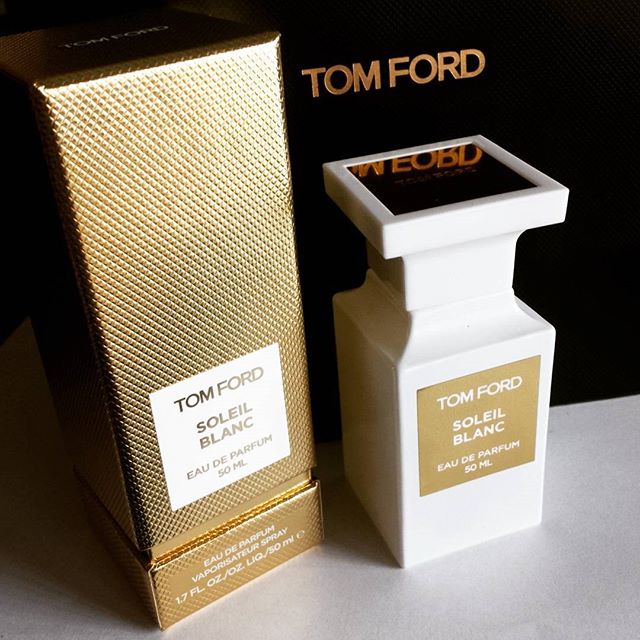 TOM FORD
TOM FORD
SOLEIL
BLANC
EAU DE PARFUM
50 ML
EAU DE PARFUM
VAPORISATEUR SPRAY
1.7 FL. OZ/OZ. LIQ/50 ml e
TOM FORD
TOM FORD
SOLEIL
BLANC
EAU DE PARFUM
50 ML